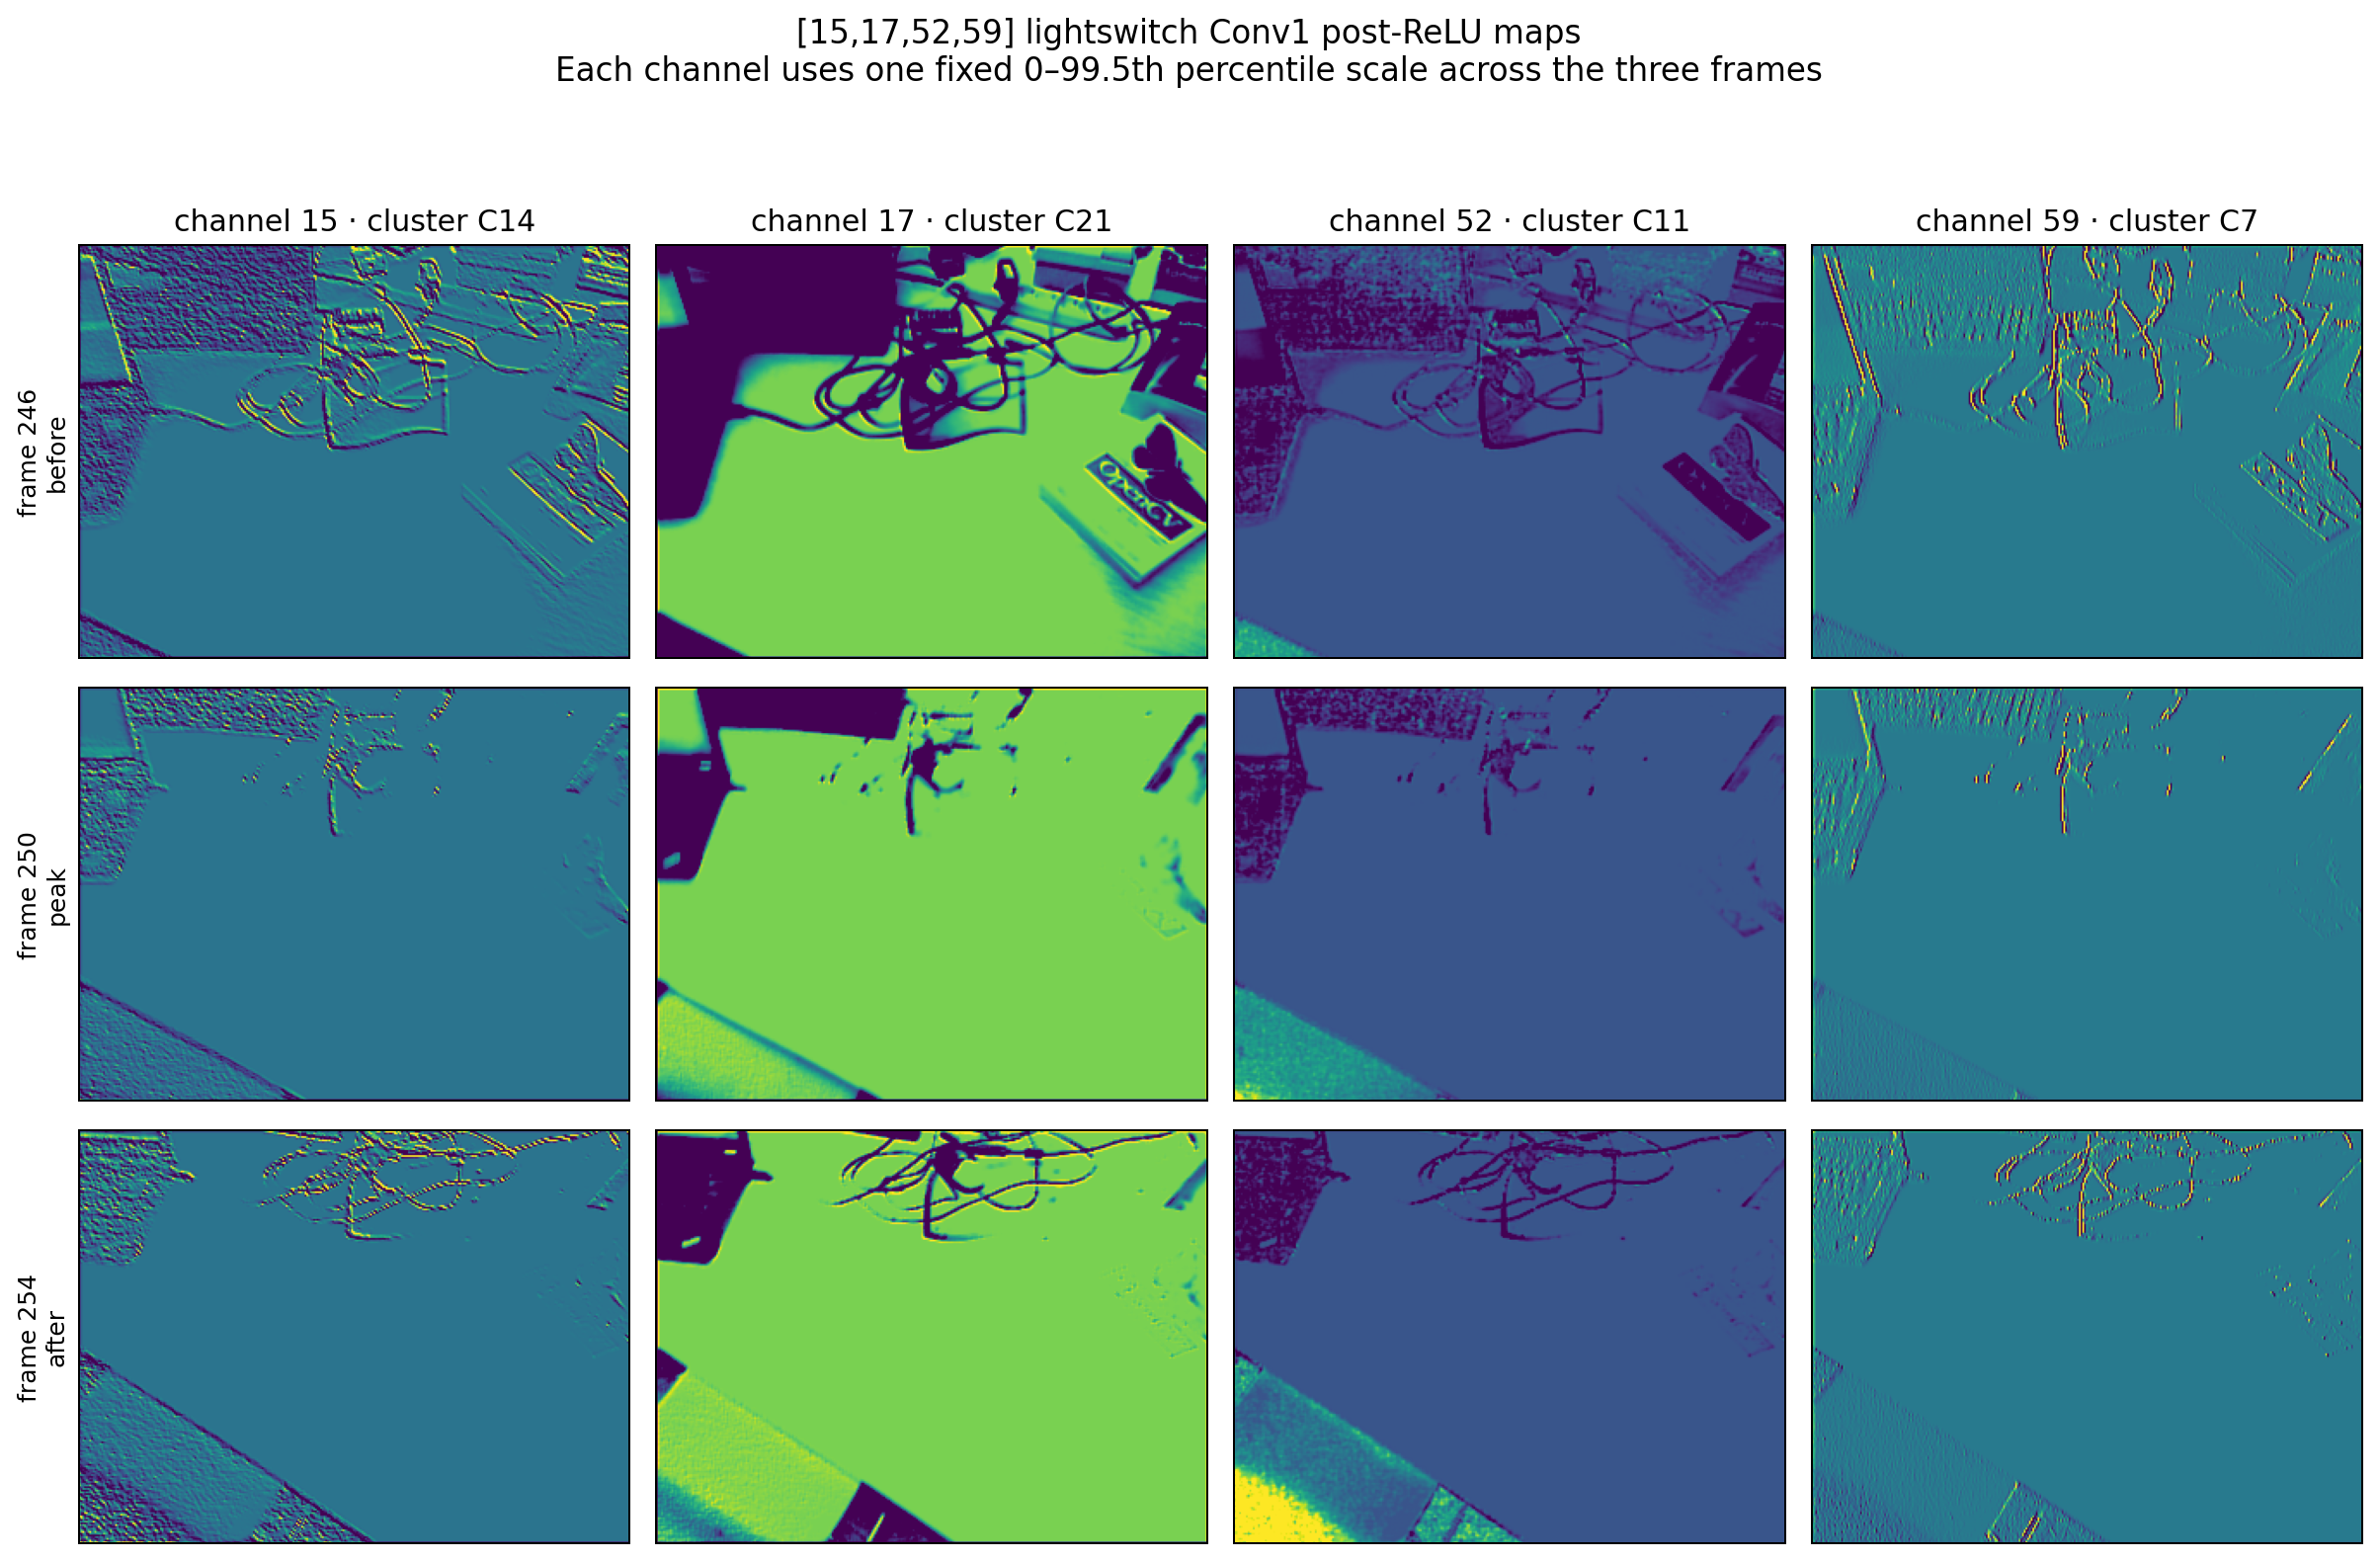 [15,17,52,59] lightswitch Conv1 post-ReLU maps
Each channel uses one fixed 0–99.5th percentile scale across the three frames
channel 15 · cluster C14
channel 17 · cluster C21
channel 52 · cluster C11
channel 59 · cluster C7
frame 246
before
OpenCV
frame 250
peak
frame 254
after